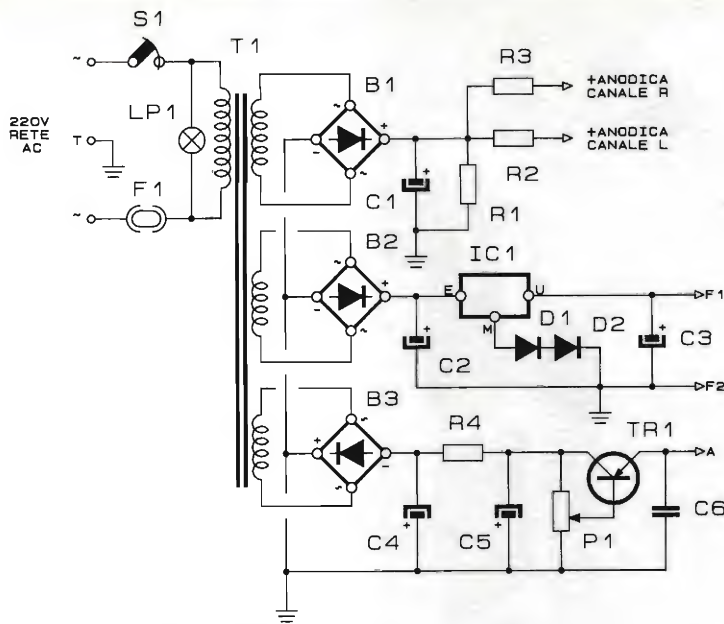 S1
T1
~
LP1
220V
RETE
AC
T
F1
~
B1
~
-
+
~
C1
+
R1
R2
R3
+ANODICA
CANALE R
+ANODICA
CANALE L
B2
~
-
+
~
C2
+
IC1
E
U
M
D1
D2
C3
+
F1
F2
B3
~
+
-
~
R4
C4
+
C5
+
P1
TR1
A
C6